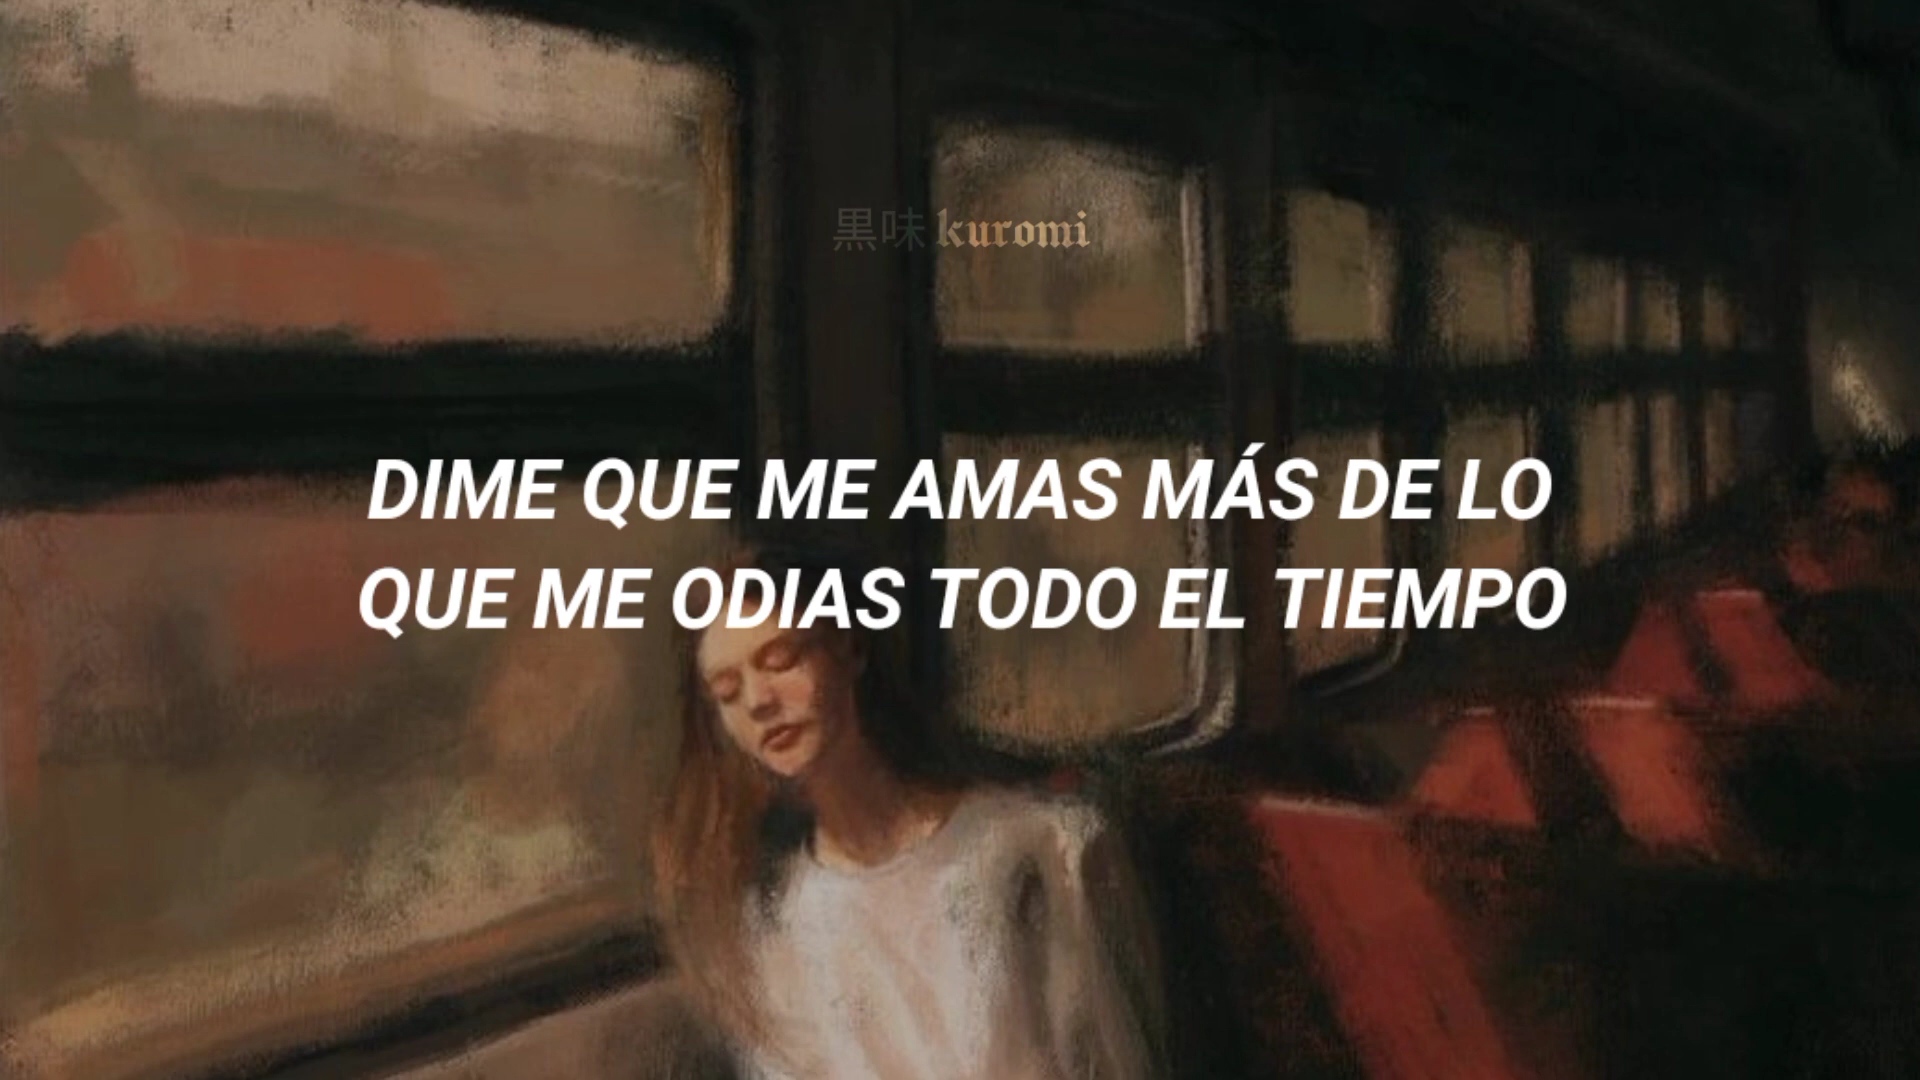 黒味 kuromi
DIME QUE ME AMAS MÁS DE LO
QUE ME ODIAS TODO EL TIEMPO